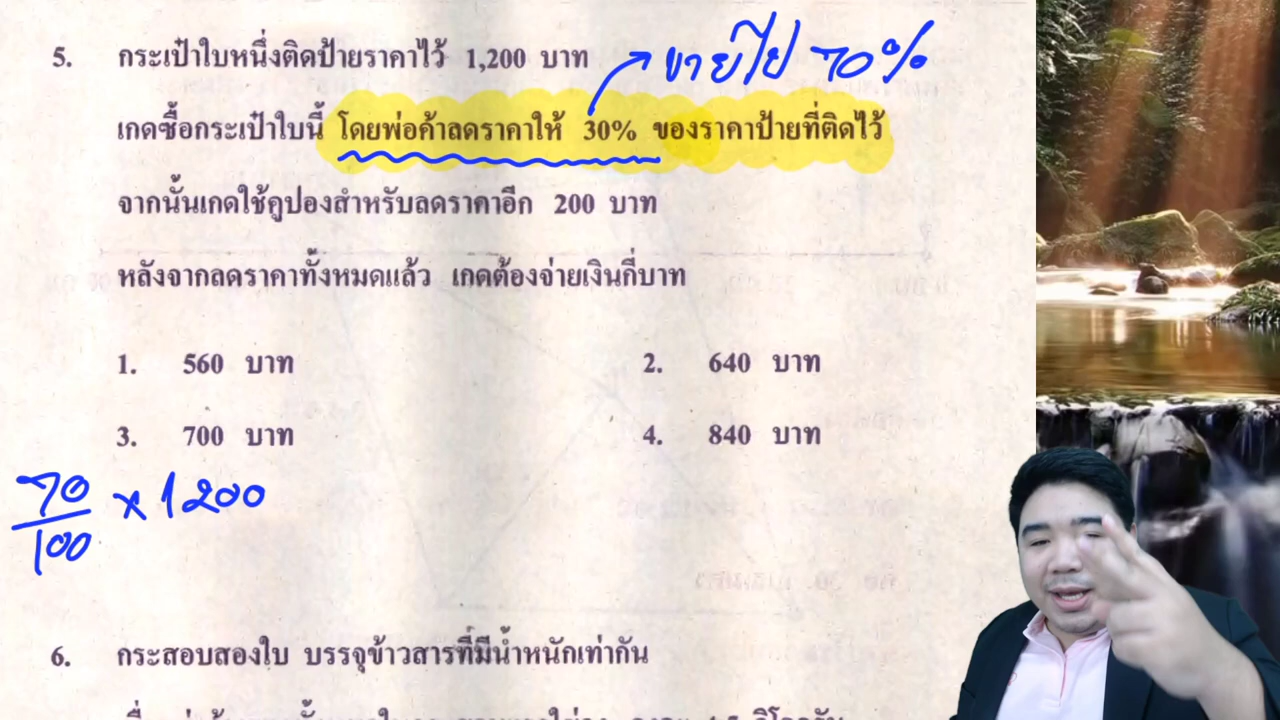 5. กระเป๋าใบหนึ่งติดป้ายราคาไว้ 1,200 บาท
ขายไป 70%
เกดซื้อกระเป๋าใบนี้ โดยพ่อค้าลดราคาให้ 30% ของราคาป้ายที่ติดไว้
จากนั้นเกดใช้คูปองสำหรับลดราคาอีก 200 บาท
หลังจากลดราคาทั้งหมดแล้ว เกดต้องจ่ายเงินกี่บาท
1. 560 บาท
2. 640 บาท
3. 700 บาท
4. 840 บาท
70/100 × 1200
6. กระสอบสองใบ บรรจุข้าวสารที่มีน้ำหนักเท่ากัน